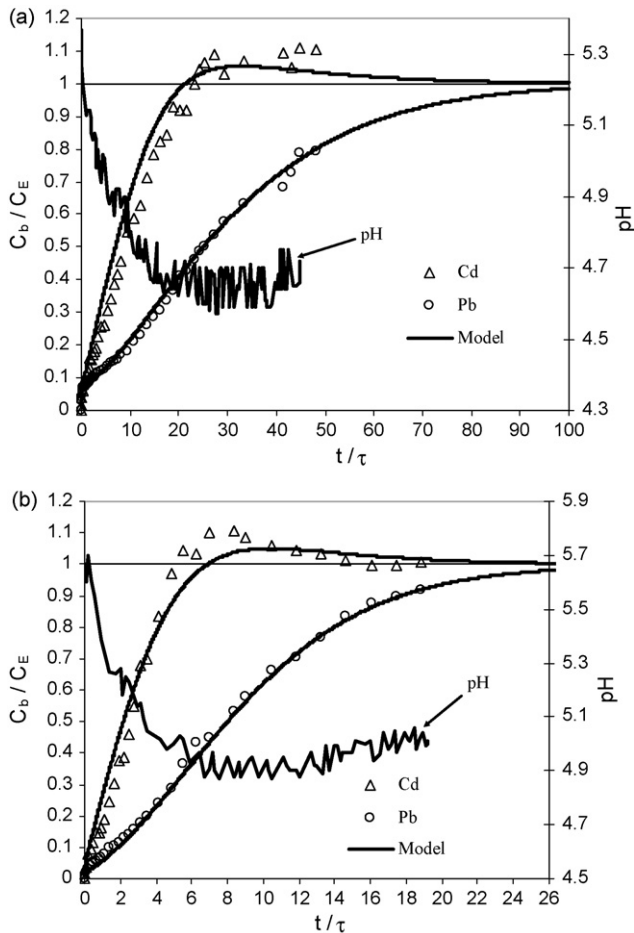 (a)
1.2
1.1
1
0.9
0.8
0.7
0.6
0.5
0.4
0.3
0.2
0.1
0
C_b / C_E
5.3
5.1
4.9
4.7
4.5
4.3
pH
pH
Cd
Pb
Model
0 10 20 30 40 50 60 70 80 90 100
t / τ
(b)
1.2
1.1
1
0.9
0.8
0.7
0.6
0.5
0.4
0.3
0.2
0.1
0
C_b / C_E
5.9
5.7
5.5
5.3
5.1
4.9
4.7
4.5
pH
pH
Cd
Pb
Model
0 2 4 6 8 10 12 14 16 18 20 22 24 26
t / τ